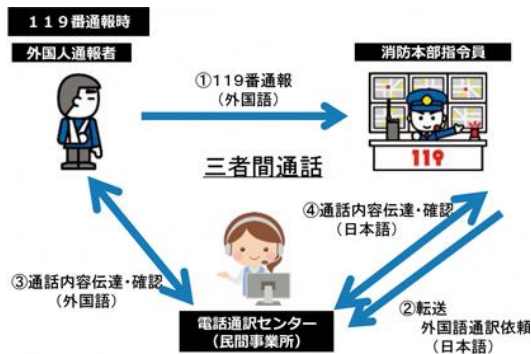 119番通報時
外国人通報者
消防本部指令員
①119番通報
(外国語)
119
三者間通話
④通話内容伝達・確認
(日本語)
③通話内容伝達・確認
(外国語)
②転送
外国語通訳依頼
(日本語)
電話通訳センター
(民間事業所)